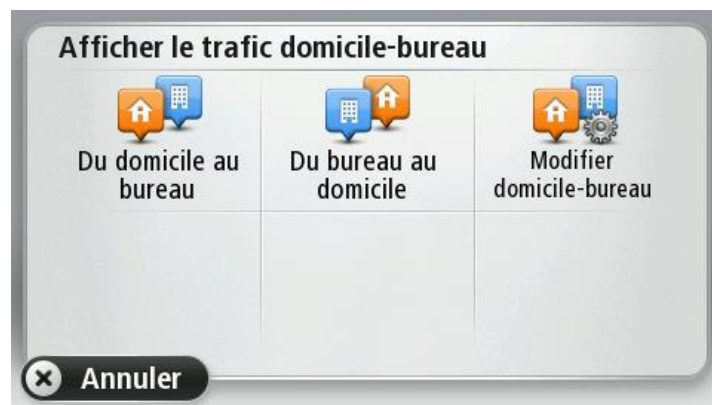 Afficher le trafic domicile-bureau
Du domicile au
bureau
Du bureau au
domicile
Modifier
domicile-bureau
Annuler